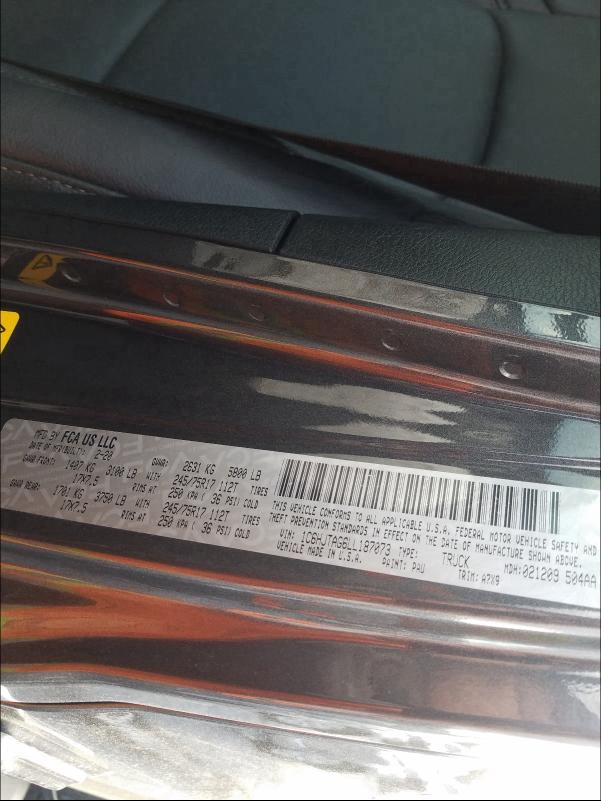 MFD BY FCA US LLC
DATE OF MFR/BUILT: 2-20 GVWR: 2631 KG 5800 LB
GAWR FRONT: 1407 KG 3100 LB WITH 245/75R17 112T TIRES
17X7.5 RIMS AT 250 KPA ( 36 PSI) COLD
GAWR REAR: 1701 KG 3750 LB WITH 245/75R17 112T TIRES
17X7.5 RIMS AT 250 KPA ( 36 PSI) COLD
THIS VEHICLE CONFORMS TO ALL APPLICABLE U.S.A. FEDERAL MOTOR VEHICLE SAFETY AND
THEFT PREVENTION STANDARDS IN EFFECT ON THE DATE OF MANUFACTURE SHOWN ABOVE.
VIN: 1C6HJTAG6LL187073 TYPE: TRUCK MDH: 021209 504AA
MADE IN U.S.A. PAINT: PAU TRIM: A7X9